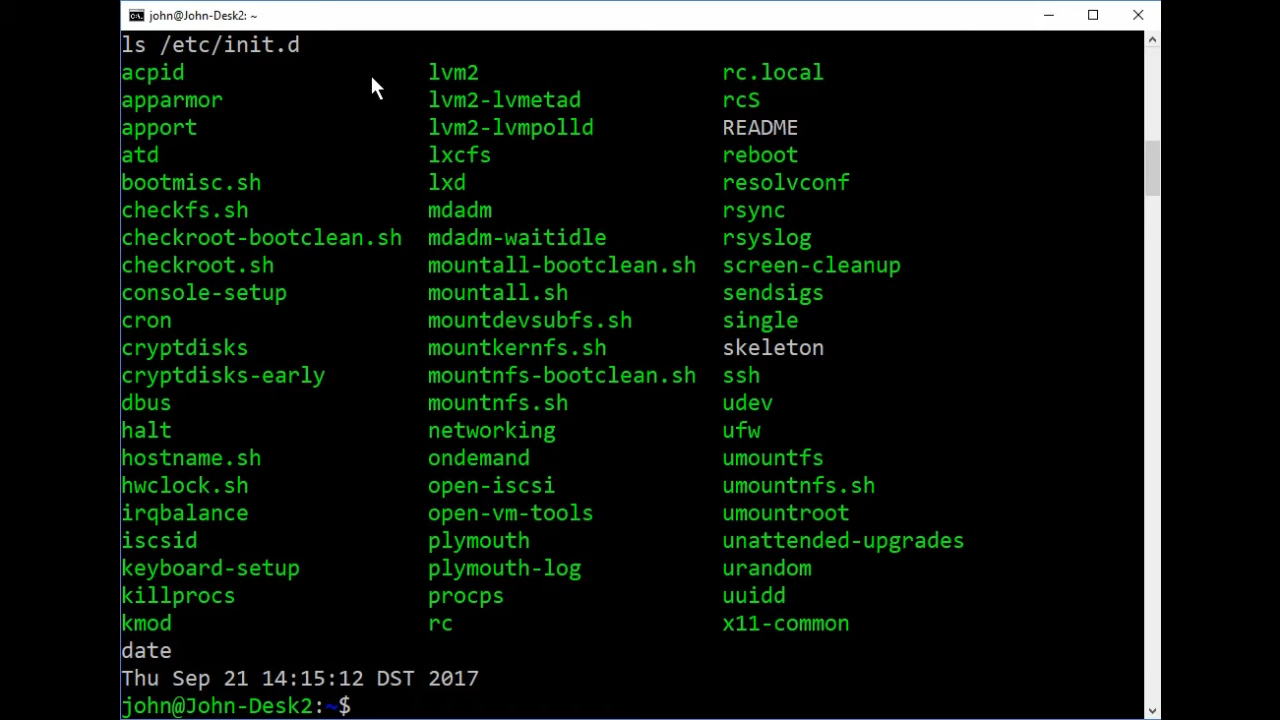 john@John-Desk2: ~
ls /etc/init.d
acpid lvm2 rc.local
apparmor lvm2-lvmetad rcS
apport lvm2-lvmpolld README
atd lxcfs reboot
bootmisc.sh lxd resolvconf
checkfs.sh mdadm rsync
checkroot-bootclean.sh mdadm-waitidle rsyslog
checkroot.sh mountall-bootclean.sh screen-cleanup
console-setup mountall.sh sendsigs
cron mountdevsubfs.sh single
cryptdisks mountkernfs.sh skeleton
cryptdisks-early mountnfs-bootclean.sh ssh
dbus mountnfs.sh udev
halt networking ufw
hostname.sh ondemand umountfs
hwclock.sh open-iscsi umountnfs.sh
irqbalance open-vm-tools umountroot
iscsid plymouth unattended-upgrades
keyboard-setup plymouth-log urandom
killprocs procps uuidd
kmod rc x11-common
date
Thu Sep 21 14:15:12 DST 2017
john@John-Desk2:~$